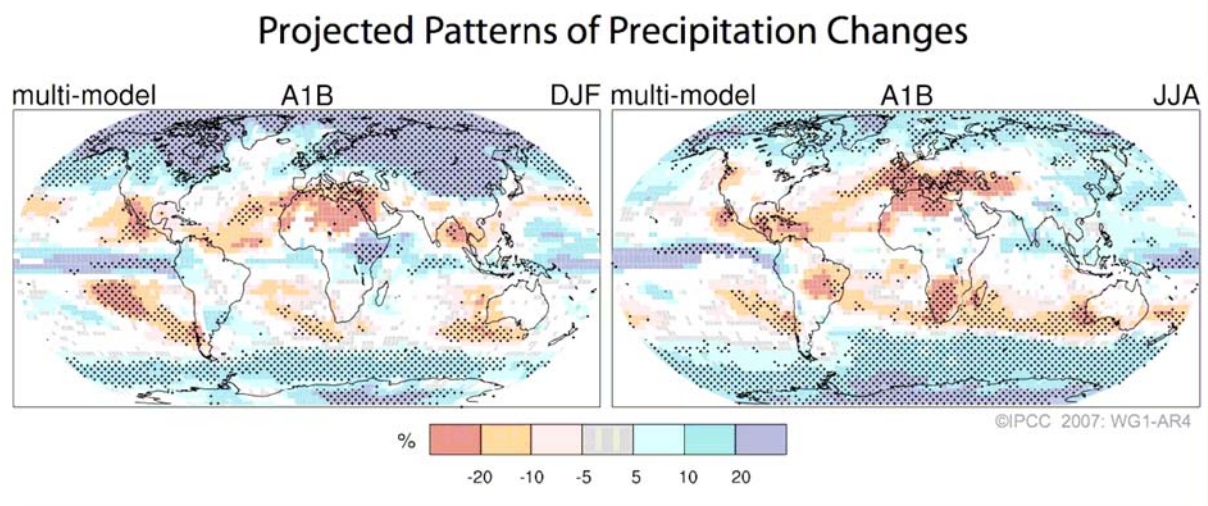 Projected Patterns of Precipitation Changes
multi-model A1B DJF multi-model A1B JJA
©IPCC 2007: WG1-AR4
%
-20 -10 -5 5 10 20